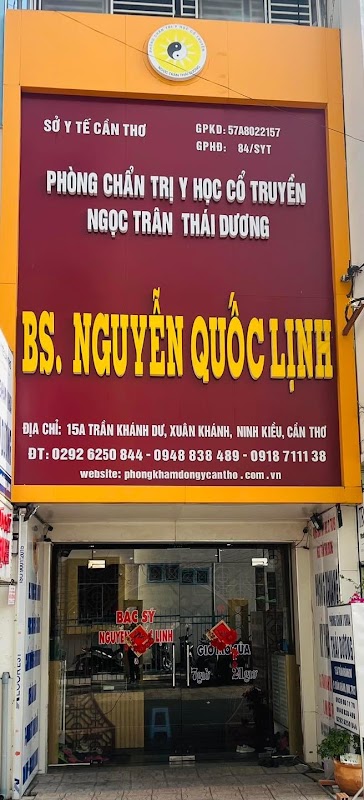 SỞ Y TẾ CẦN THƠ
GPKD: 57A8022157
GPHĐ: 84/SYT
PHÒNG CHẨN TRỊ Y HỌC CỔ TRUYỀN
NGỌC TRÂN THÁI DƯƠNG
BS. NGUYỄN QUỐC LỊNH
ĐỊA CHỈ: 15A TRẦN KHÁNH DƯ, XUÂN KHÁNH, NINH KIỀU, CẦN THƠ
ĐT: 0292 6250 844 - 0948 838 489 - 0918 7111 38
website: phongkhamdongycantho.com.vn
BÁC SỸ
NGUYỄN LỊNH
GIỜ MỞ CỬA
THÁI DƯƠNG